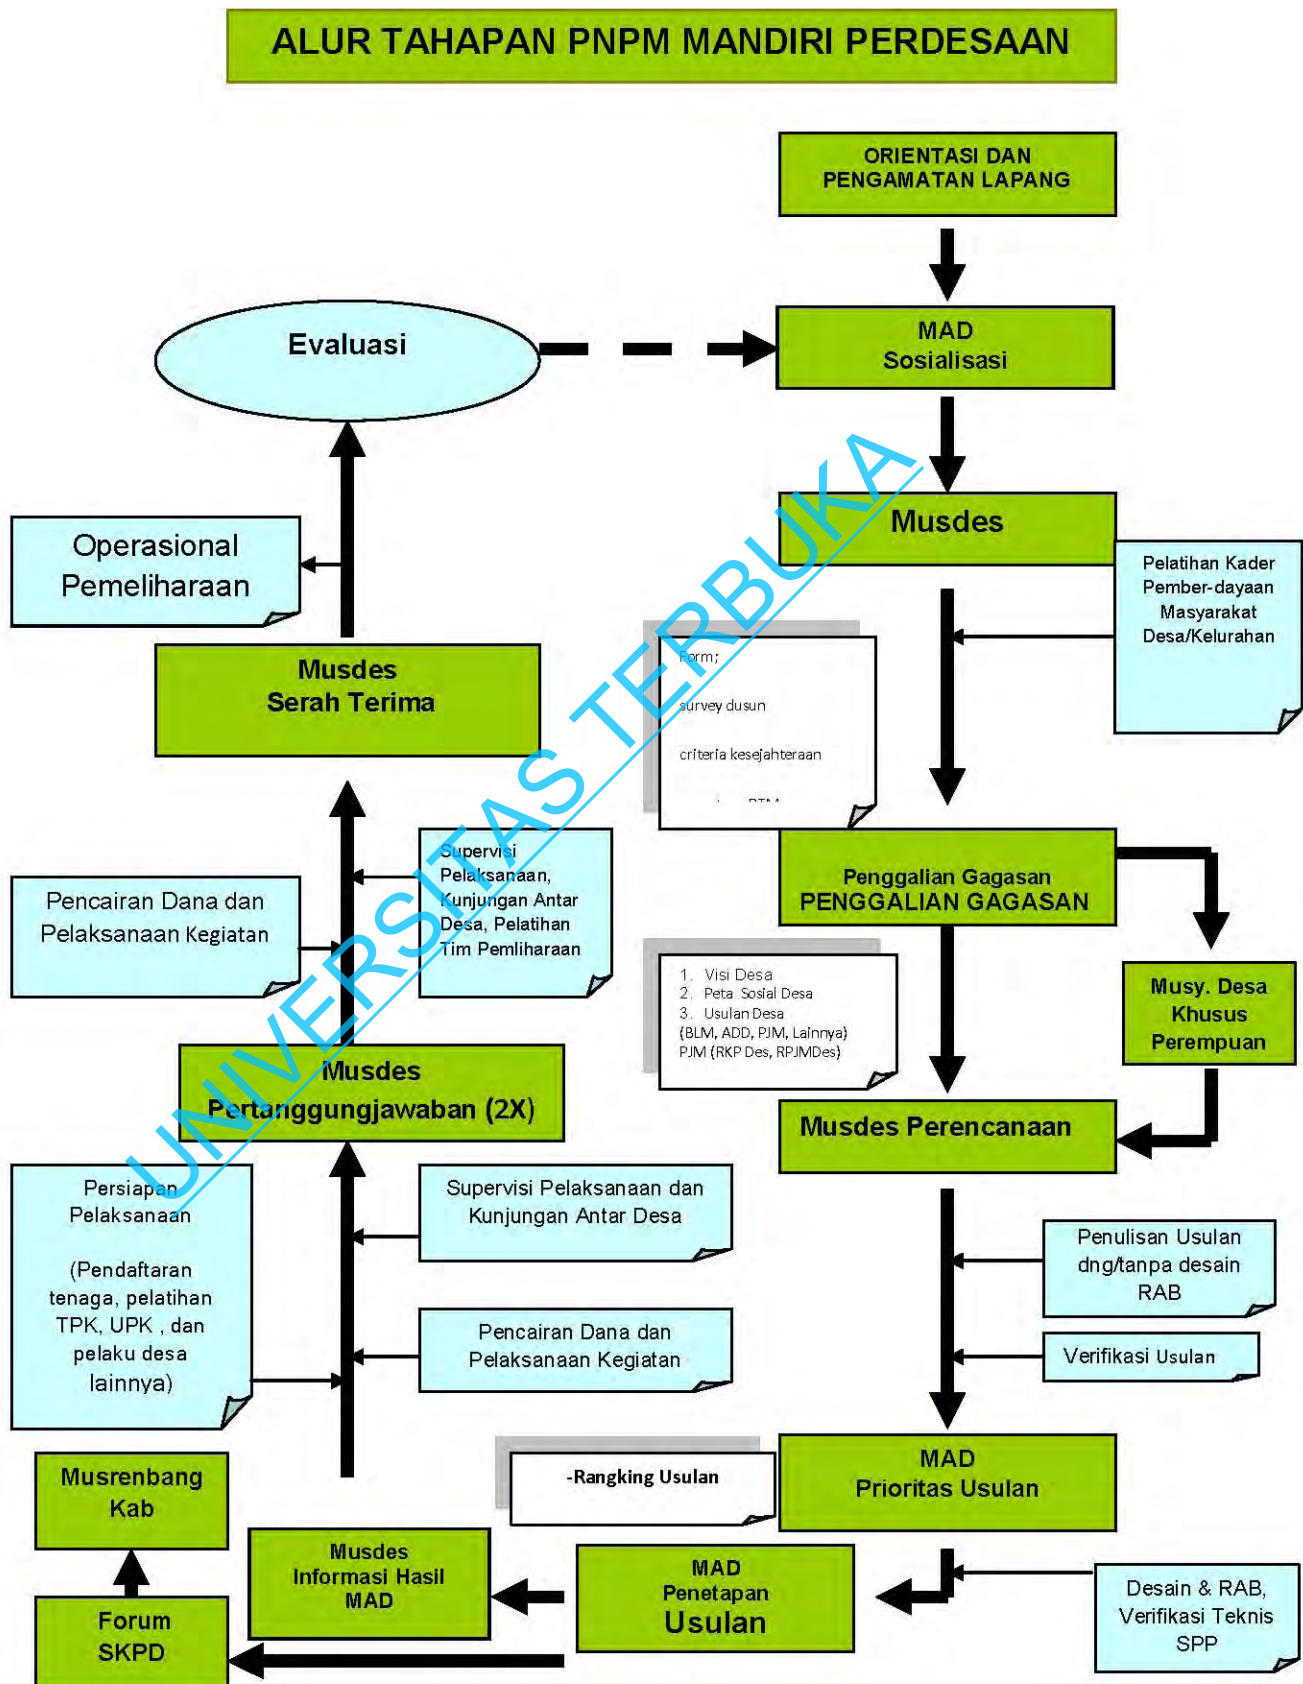 ALUR TAHAPAN PNPM MANDIRI PERDESAAN
ORIENTASI DAN
PENGAMATAN LAPANG
MAD
Sosialisasi
Evaluasi
Musdes
Pelatihan Kader
Pember-dayaan
Masyarakat
Desa/Kelurahan
Operasional
Pemeliharaan
Form;
survey dusun
criteria kesejahteraan
Musdes
Serah Terima
Penggalian Gagasan
PENGGALIAN GAGASAN
Supervisi
Pelaksanaan,
Kunjungan Antar
Desa, Pelatihan
Tim Pemliharaan
Pencairan Dana dan
Pelaksanaan Kegiatan
1. Visi Desa
2. Peta Sosial Desa
3. Usulan Desa
(BLM, ADD, PJM, Lainnya)
PJM (RKP Des, RPJMDes)
Musy. Desa
Khusus
Perempuan
Musdes
Pertanggungjawaban (2X)
Musdes Perencanaan
Persiapan
Pelaksanaan
(Pendaftaran
tenaga, pelatihan
TPK, UPK , dan
pelaku desa
lainnya)
Supervisi Pelaksanaan dan
Kunjungan Antar Desa
Pencairan Dana dan
Pelaksanaan Kegiatan
Penulisan Usulan
dng/tanpa desain
RAB
Verifikasi Usulan
MAD
Prioritas Usulan
-Rangking Usulan
Musrenbang
Kab
Musdes
Informasi Hasil
MAD
MAD
Penetapan
Usulan
Desain & RAB,
Verifikasi Teknis
SPP
Forum
SKPD
UNIVERSITAS TERBUKA